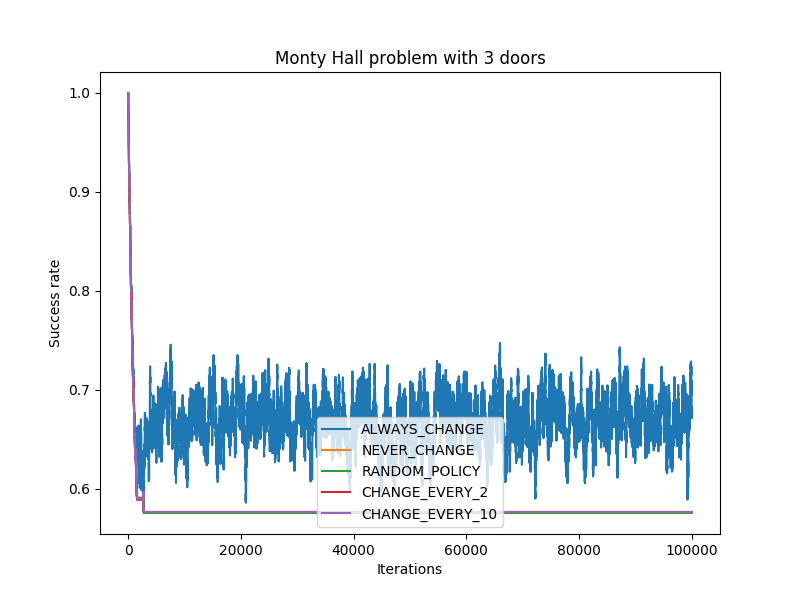 Monty Hall problem with 3 doors
Success rate
1.0
0.9
0.8
0.7
0.6
ALWAYS_CHANGE
NEVER_CHANGE
RANDOM_POLICY
CHANGE_EVERY_2
CHANGE_EVERY_10
0
20000
40000
60000
80000
100000
Iterations